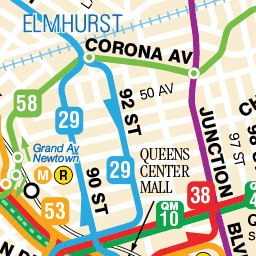 ELMHURST
CORONA AV
58
29
92 ST
50 AV
JUNCTION
BLV
97 ST
Grand Av
Newtown
M R
90 ST
29
QUEENS
CENTER
MALL
53
QM
10
38